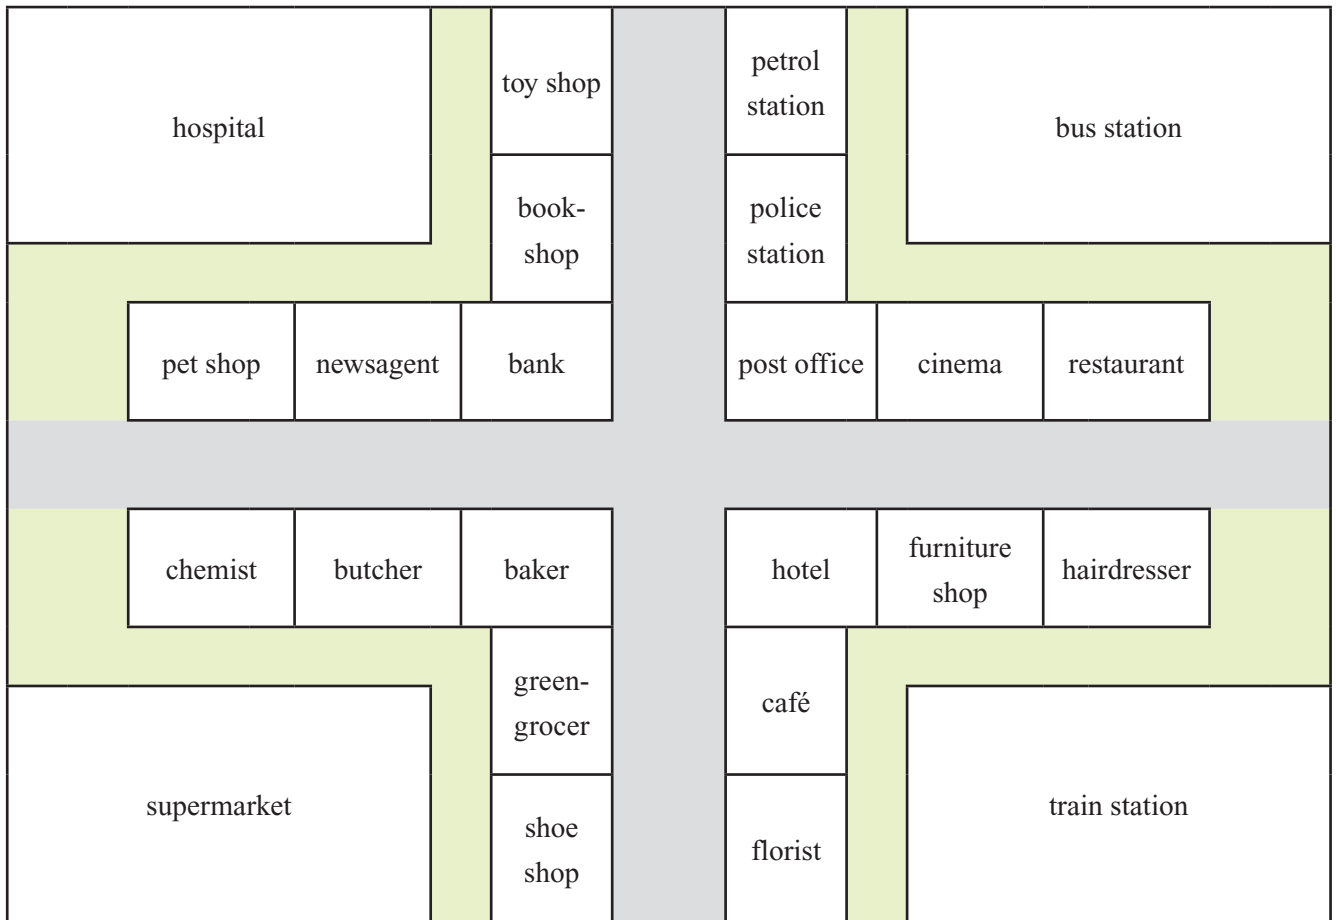 hospital
toy shop
book-
shop
petrol
station
police
station
bus station
pet shop
newsagent
bank
post office
cinema
restaurant
chemist
butcher
baker
hotel
furniture
shop
hairdresser
green-
grocer
café
supermarket
shoe
shop
florist
train station